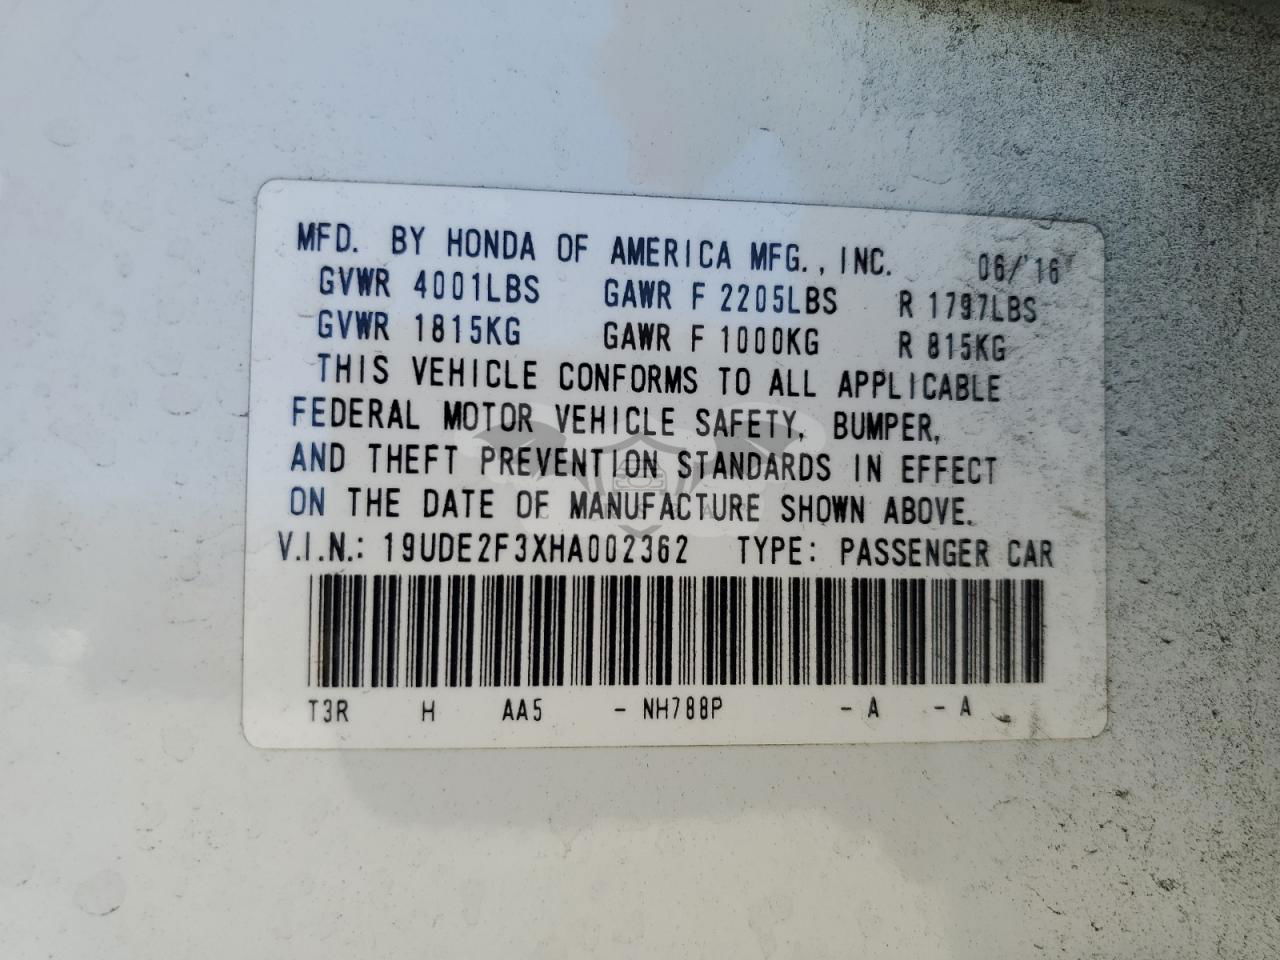 MFD. BY HONDA OF AMERICA MFG., INC. 06/'16
GVWR 4001LBS GAWR F 2205LBS R 1797LBS
GVWR 1815KG GAWR F 1000KG R 815KG
THIS VEHICLE CONFORMS TO ALL APPLICABLE
FEDERAL MOTOR VEHICLE SAFETY, BUMPER,
AND THEFT PREVENTION STANDARDS IN EFFECT
ON THE DATE OF MANUFACTURE SHOWN ABOVE.
V.I.N.: 19UDE2F3XHA002362 TYPE: PASSENGER CAR
T3R H AA5 - NH788P - A - A